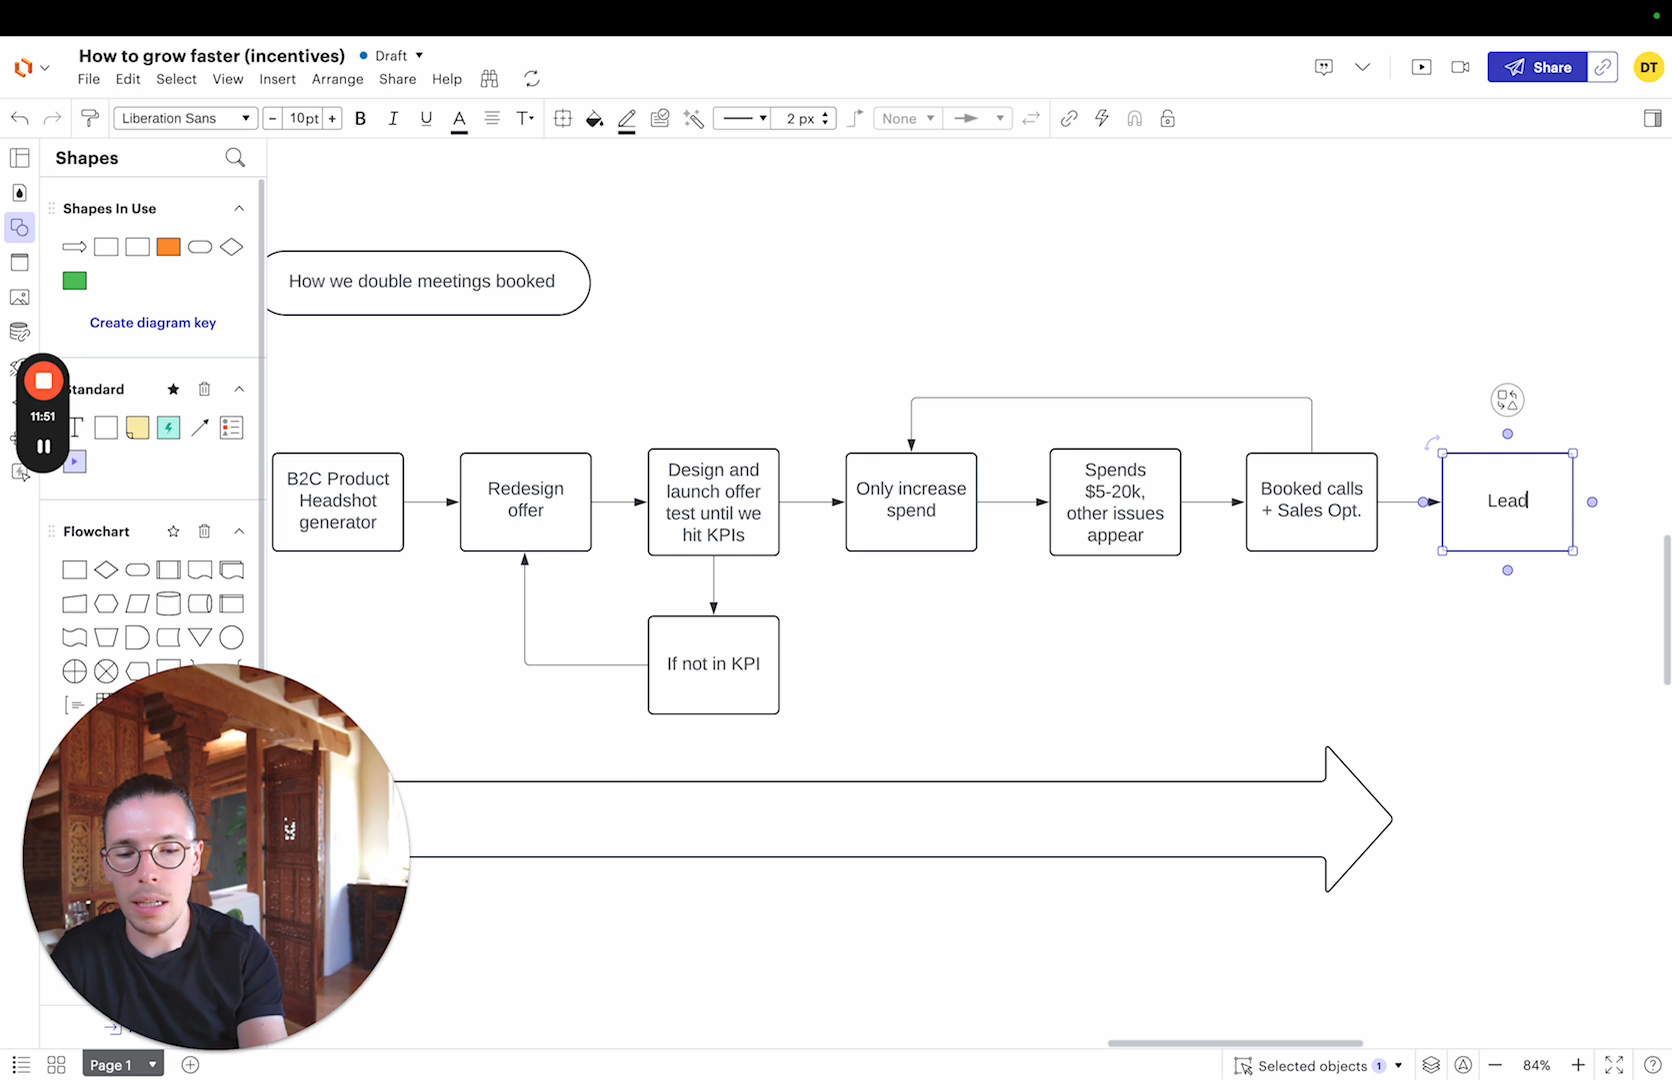 How to grow faster (incentives)
Draft
File Edit Select View Insert Arrange Share Help
Share
DT
Liberation Sans
- 10pt +
B I U A T
2 px
None
Shapes
Shapes In Use
Create diagram key
Standard
T
11:51
Flowchart
How we double meetings booked
B2C Product
Headshot
generator
Redesign
offer
Design and
launch offer
test until we
hit KPIs
Only increase
spend
Spends
$5-20k,
other issues
appear
Booked calls
+ Sales Opt.
Lead
If not in KPI
Page 1
Selected objects 1
84%